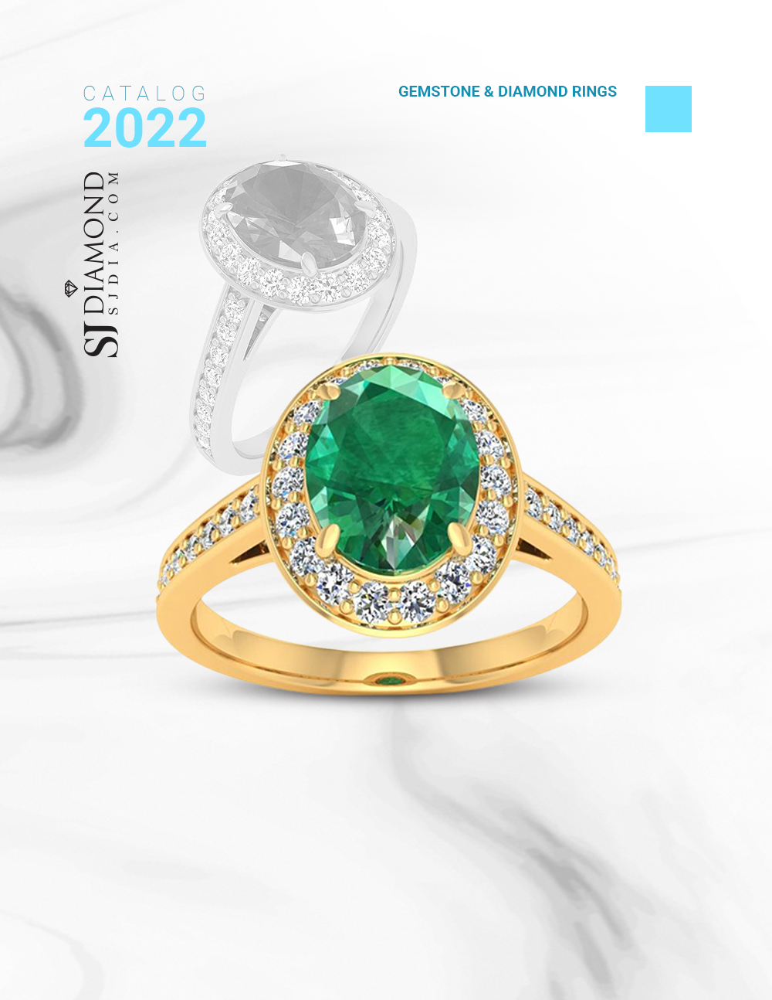 CATALOG
2022
GEMSTONE & DIAMOND RINGS
SJ DIAMOND
SJDIA.COM